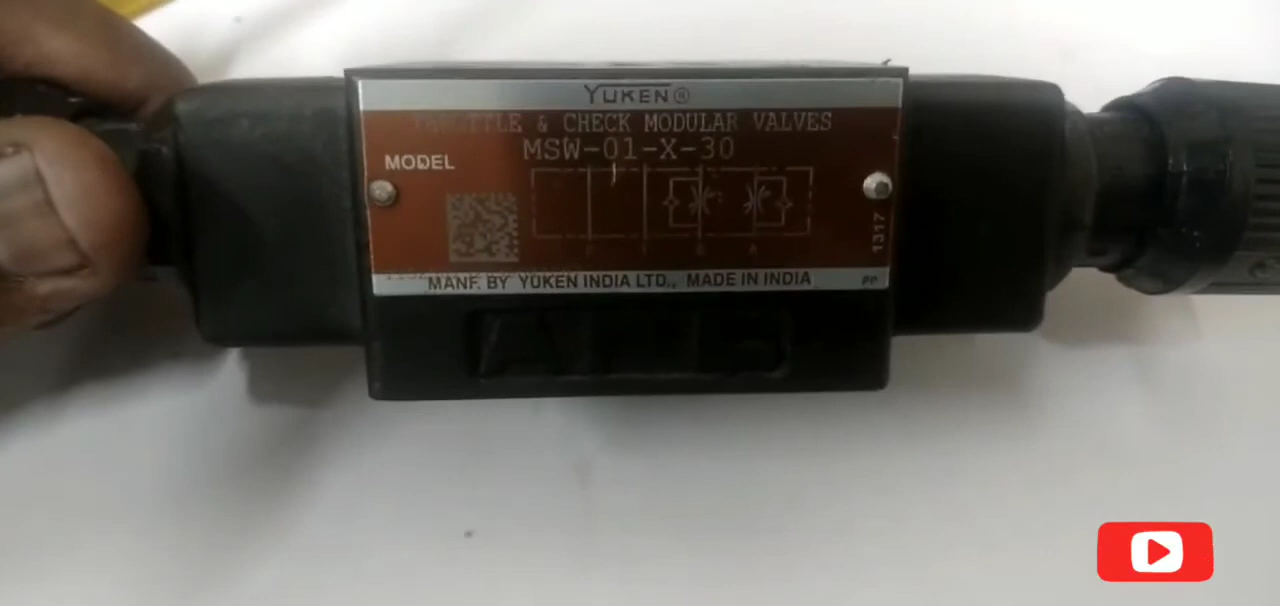 YUKEN®
THROTTLE & CHECK MODULAR VALVES
MODEL
MSW-01-X-30
P T B A
1317
MANF. BY YUKEN INDIA LTD., MADE IN INDIA
PP